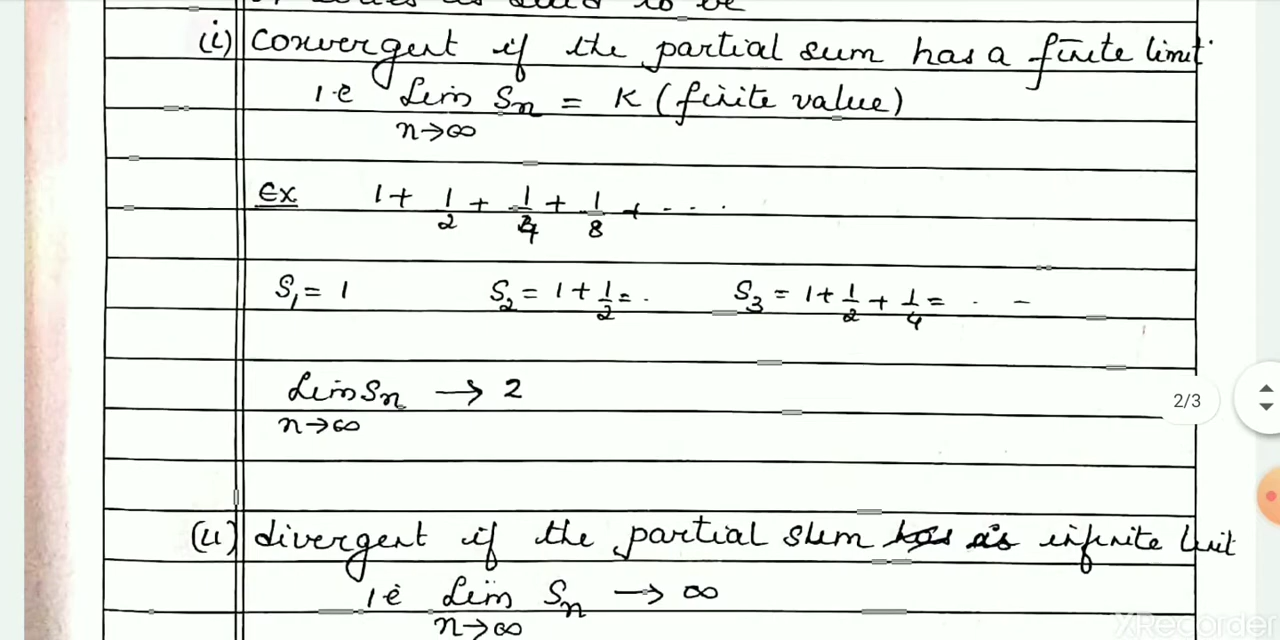 (i) Convergent if the partial sum has a finite limit
i.e Lim Sn = K (finite value)
n→∞
Ex 1 + 1/2 + 1/4 + 1/8 + - - - .
S1 = 1 S2 = 1 + 1/2 = . S3 = 1 + 1/2 + 1/4 = . -
Lim Sn → 2
n→∞
2/3
(ii) divergent if the partial sum is infinite limit
i.e Lim Sn → ∞
n→∞
XRecorder